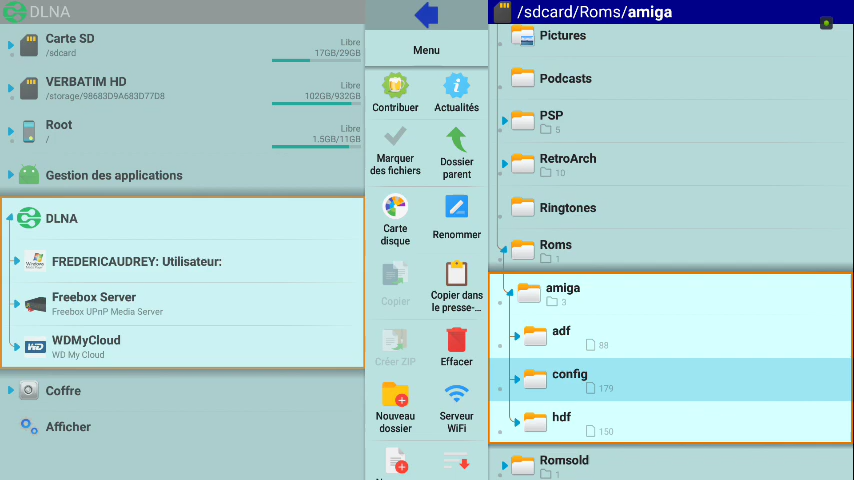 DLNA
Carte SD
/sdcard
Libre
17GB/29GB
VERBATIM HD
/storage/98683D9A683D77D8
Libre
102GB/932GB
Root
/
Libre
1.5GB/11GB
Gestion des applications
DLNA
FREDERICAUDREY: Utilisateur:
Freebox Server
Freebox UPnP Media Server
WDMyCloud
WD My Cloud
Coffre
Afficher
Menu
Contribuer
Actualités
Marquer
des fichiers
Dossier
parent
Carte
disque
Renommer
Copier
Copier dans
le presse-...
Créer ZIP
Effacer
Nouveau
dossier
Serveur
WiFi
/sdcard/Roms/amiga
Pictures
Podcasts
PSP
5
RetroArch
10
Ringtones
Roms
1
amiga
3
adf
88
config
179
hdf
150
Romsold
1